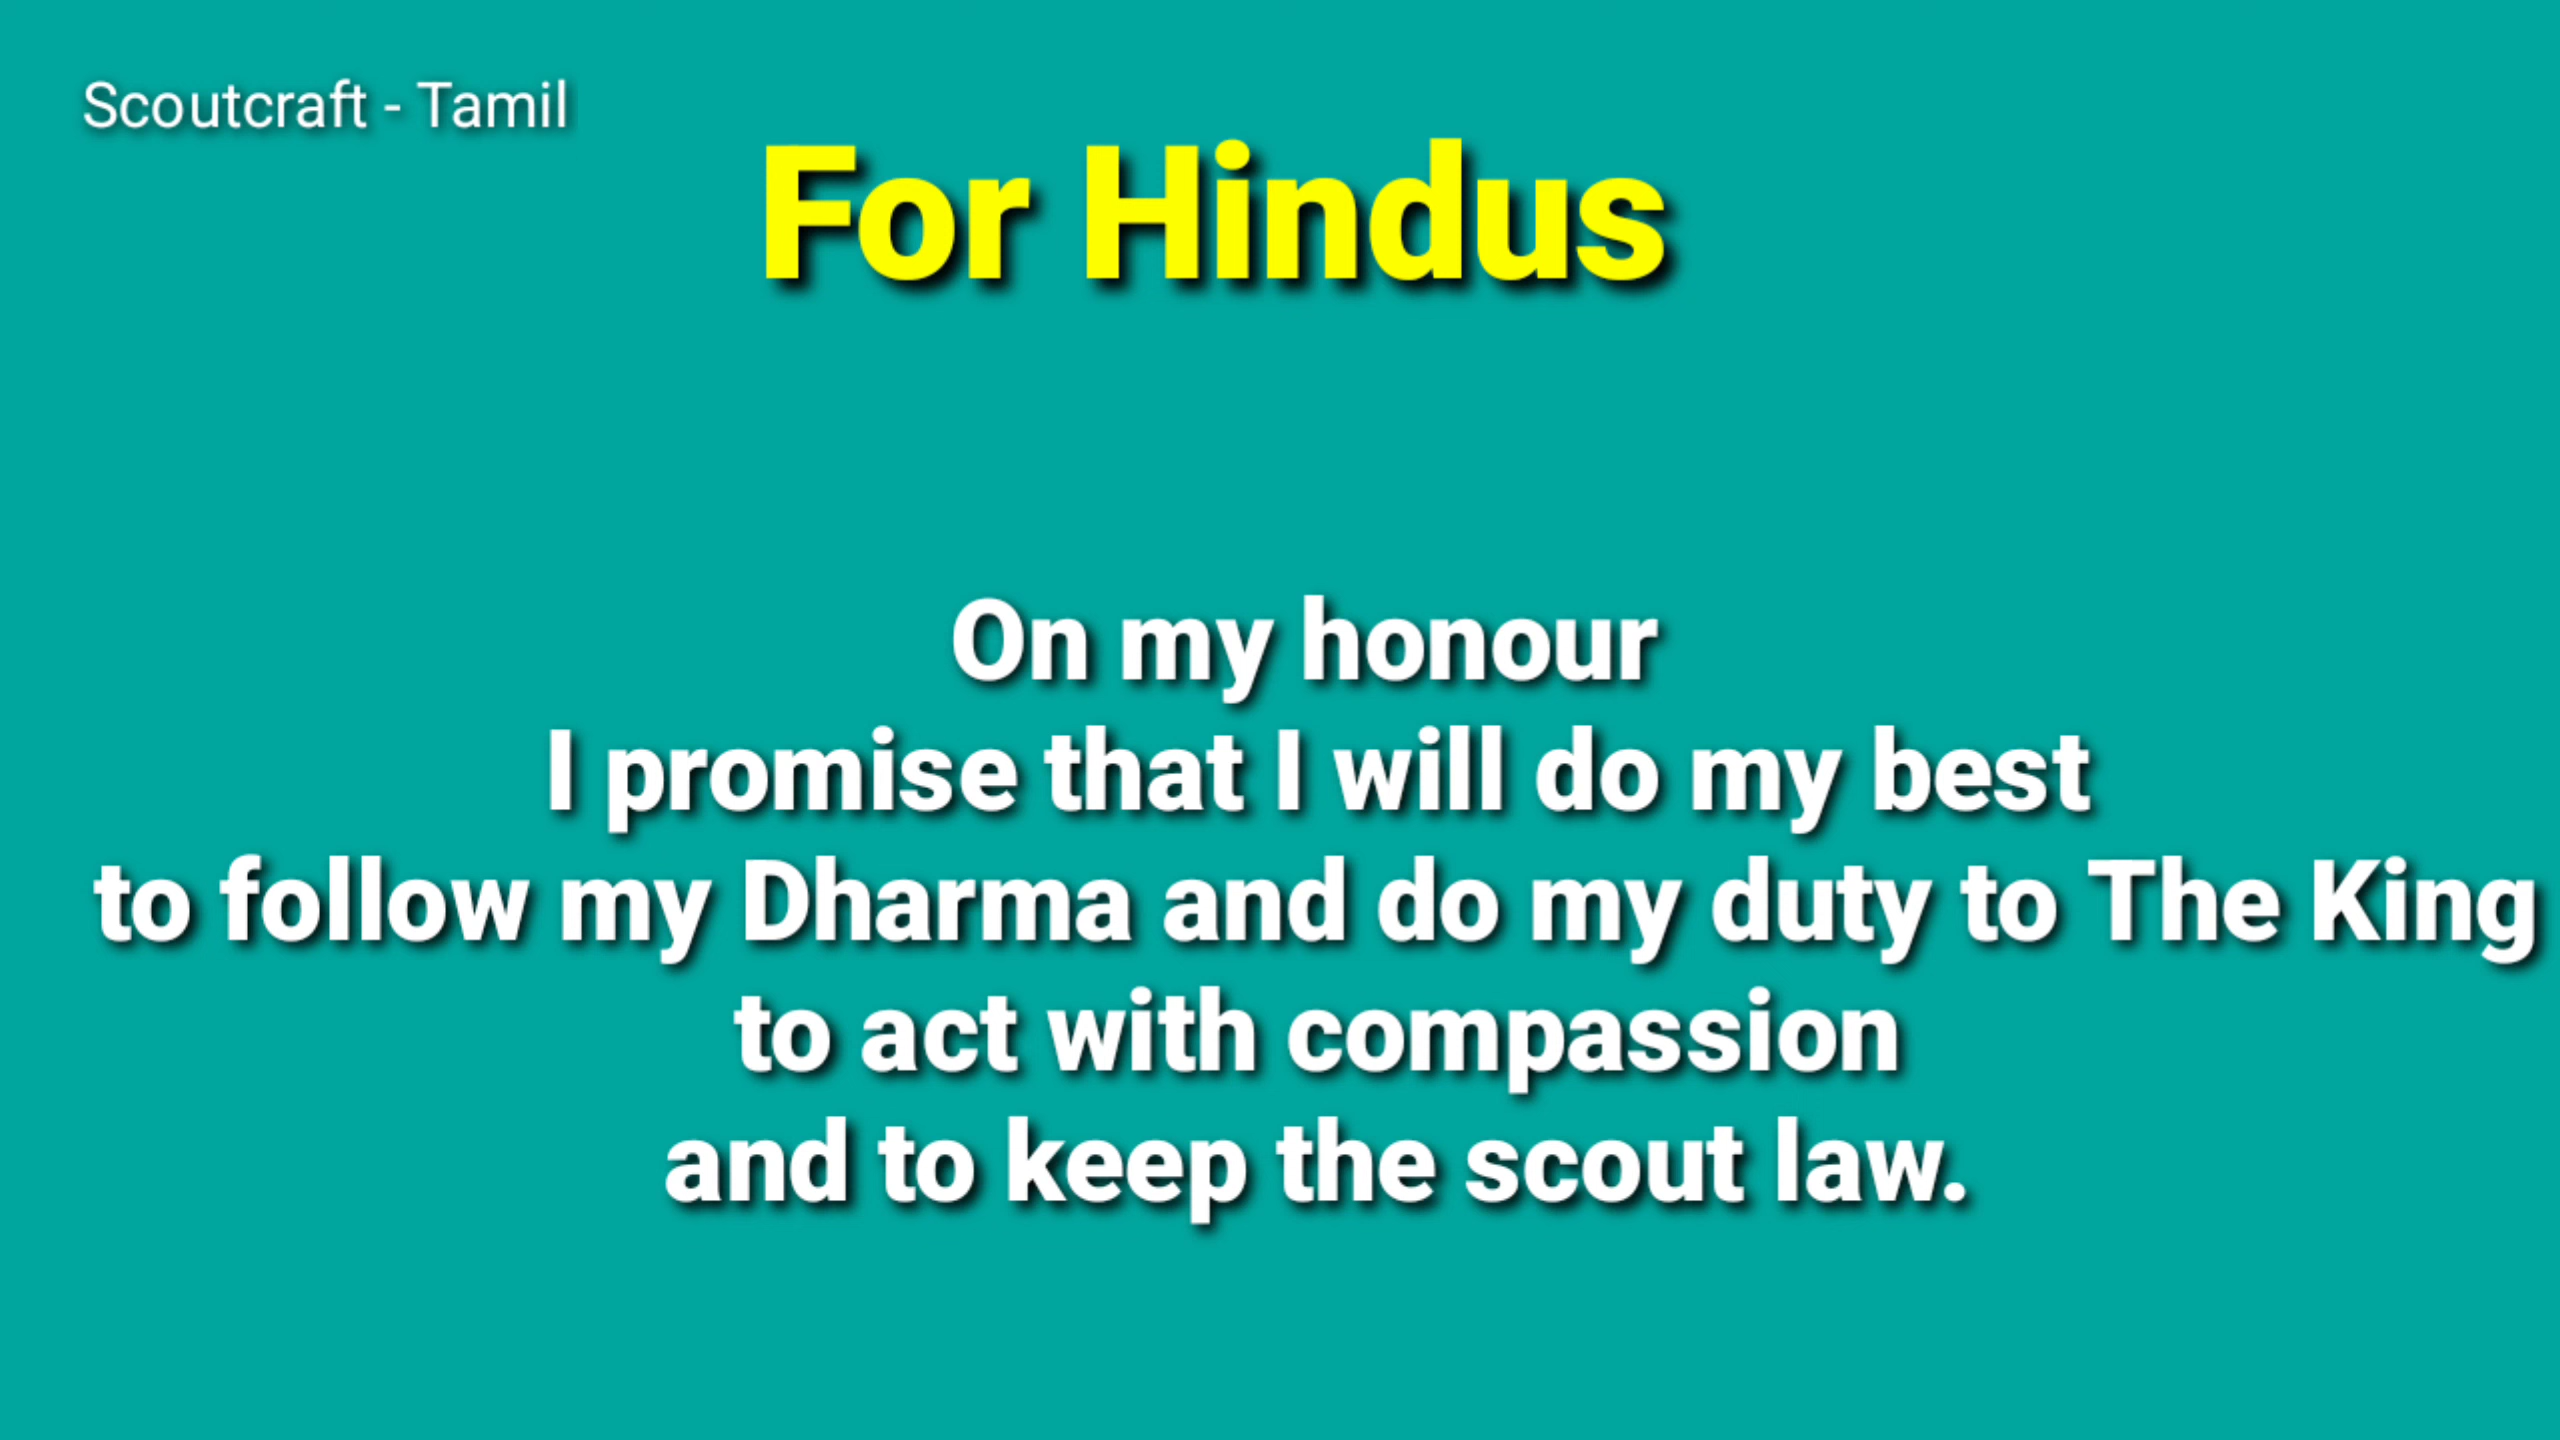 Scoutcraft - Tamil
For Hindus
On my honour
I promise that I will do my best
to follow my Dharma and do my duty to The King
to act with compassion
and to keep the scout law.